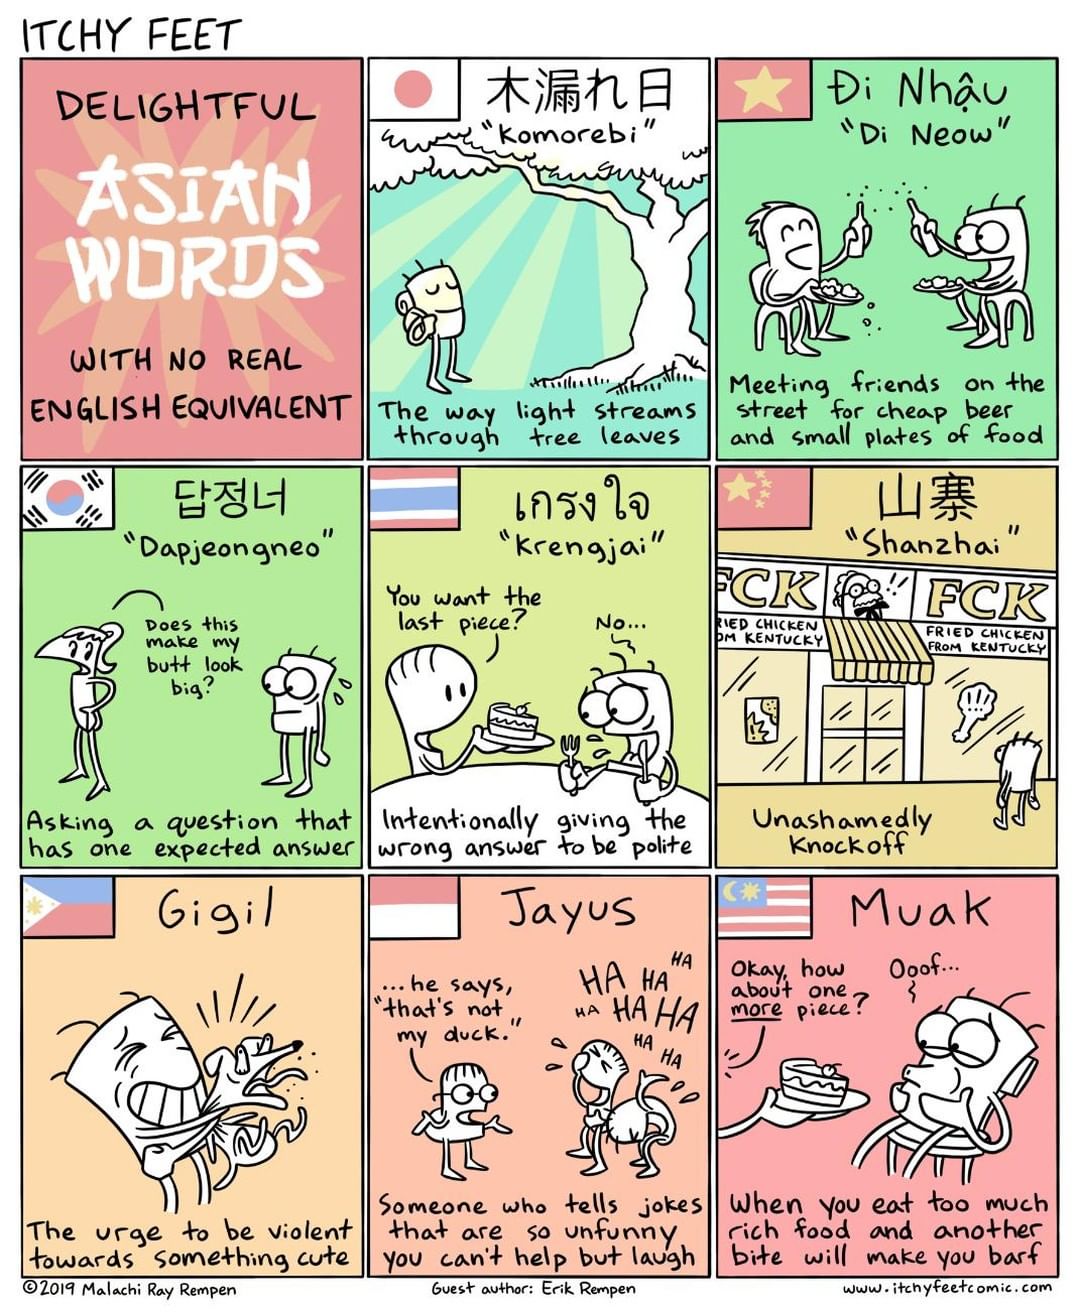 ITCHY FEET
DELIGHTFUL
ASIAN
WORDS
WITH NO REAL
ENGLISH EQUIVALENT
木漏れ日
"Komorebi"
The way light streams
through tree leaves
Đi Nhậu
"Di Neow"
Meeting friends on the
street for cheap beer
and small plates of food
답정너
"Dapjeongneo"
Does this
make my
butt look
big?
Asking a question that
has one expected answer
เกรงใจ
"Krengjai"
You want the
last piece?
No...
Intentionally giving the
wrong answer to be polite
山寨
"Shanzhai"
FCK
FCK
RIED CHICKEN
OM KENTUCKY
FRIED CHICKEN
FROM KENTUCKY
Unashamedly
Knockoff
Gigil
The urge to be violent
towards something cute
Jayus
...he says,
"that's not
my duck."
HA HA HA
HA HA HA
HA
HA
Someone who tells jokes
that are so unfunny
you can't help but laugh
Muak
Okay, how
about one
more piece?
Ooof...
When you eat too much
rich food and another
bite will make you barf
©2019 Malachi Ray Rempen
Guest author: Erik Rempen
www.itchyfeetcomic.com